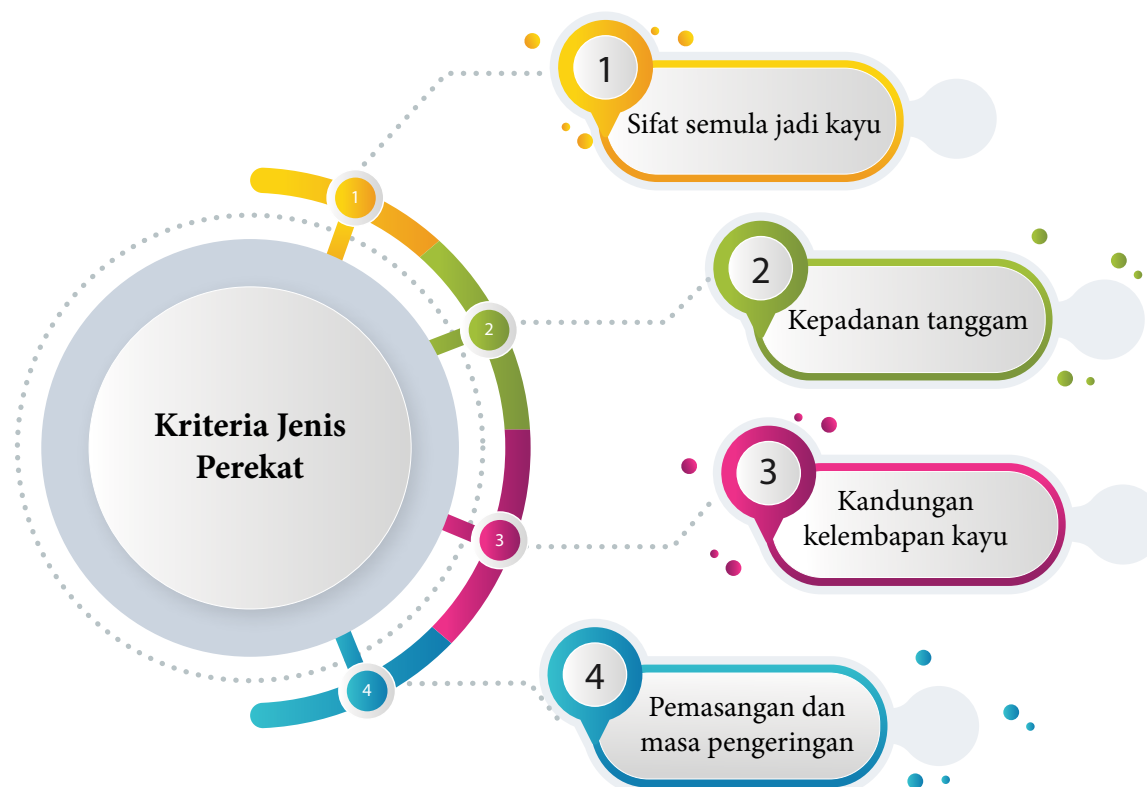 Kriteria Jenis
Perekat
1
2
3
4
1
Sifat semula jadi kayu
2
Kepadanan tanggam
3
Kandungan
kelembapan kayu
4
Pemasangan dan
masa pengeringan